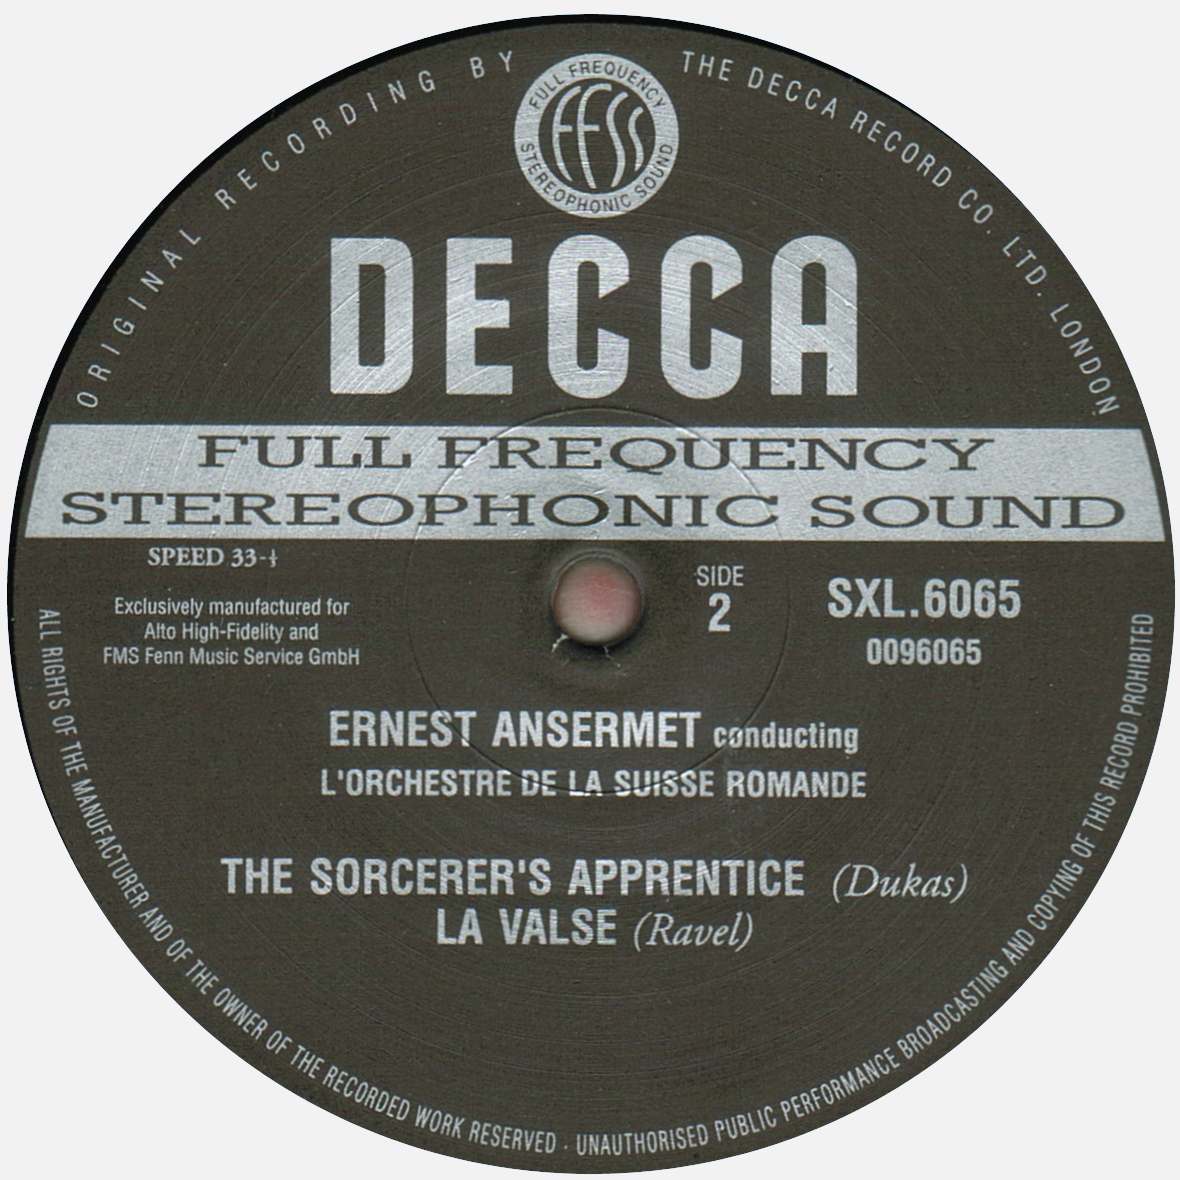 ORIGINAL RECORDING BY
THE DECCA RECORD CO. LTD. LONDON
FULL FREQUENCY
FFSS
STEREOPHONIC SOUND
DECCA
FULL FREQUENCY
STEREOPHONIC SOUND
SPEED 33-⅓
Exclusively manufactured for
Alto High-Fidelity and
FMS Fenn Music Service GmbH
SIDE
2
SXL.6065
0096065
ERNEST ANSERMET conducting
L'ORCHESTRE DE LA SUISSE ROMANDE
THE SORCERER'S APPRENTICE (Dukas)
LA VALSE (Ravel)
ALL RIGHTS OF THE MANUFACTURER AND OF THE OWNER OF THE RECORDED WORK RESERVED · UNAUTHORISED PUBLIC PERFORMANCE BROADCASTING AND COPYING OF THIS RECORD PROHIBITED